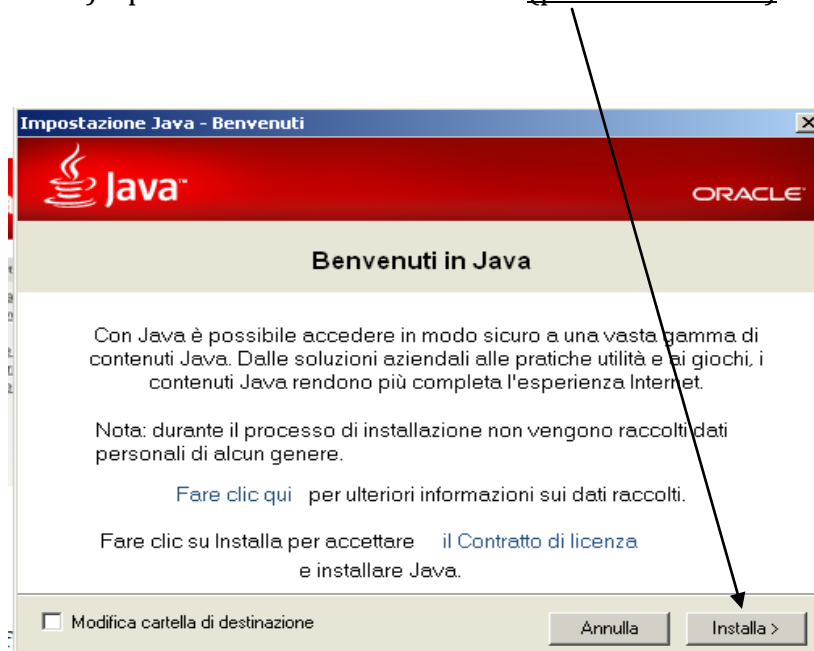 Impostazione Java - Benvenuti
Java™
ORACLE®
Benvenuti in Java
Con Java è possibile accedere in modo sicuro a una vasta gamma di
contenuti Java. Dalle soluzioni aziendali alle pratiche utilità e ai giochi, i
contenuti Java rendono più completa l'esperienza Internet.
Nota: durante il processo di installazione non vengono raccolti dati
personali di alcun genere.
Fare clic qui per ulteriori informazioni sui dati raccolti.
Fare clic su Installa per accettare il Contratto di licenza
e installare Java.
Modifica cartella di destinazione
Annulla
Installa >